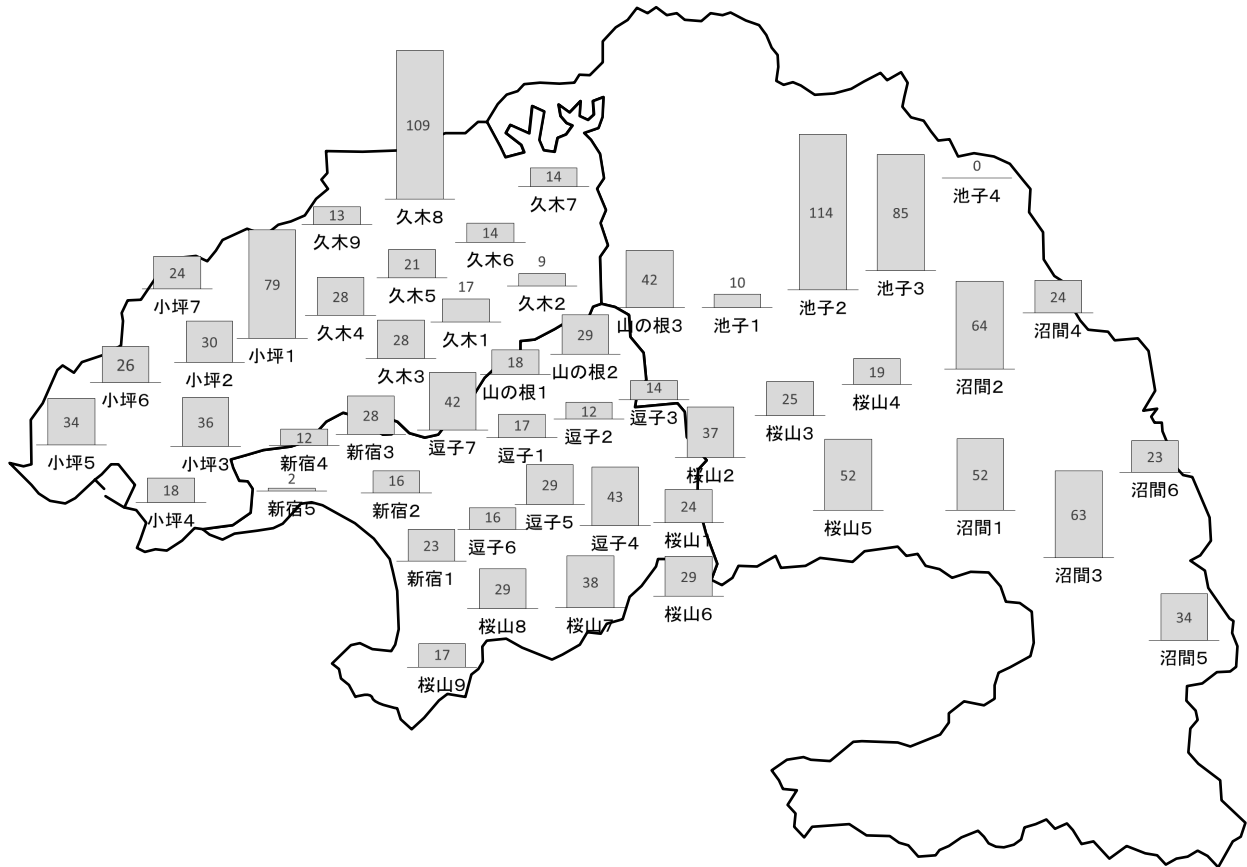 109
久木8
14
久木7
0
池子4
114
池子2
85
池子3
13
久木9
14
久木6
79
小坪1
24
小坪7
21
久木5
9
久木2
42
山の根3
10
池子1
28
久木4
17
久木1
64
沼間2
24
沼間4
30
小坪2
28
久木3
29
山の根2
26
小坪6
18
山の根1
19
桜山4
14
逗子3
25
桜山3
42
逗子7
12
逗子2
34
小坪5
36
小坪3
28
新宿3
12
新宿4
17
逗子1
37
桜山2
23
沼間6
52
桜山5
52
沼間1
18
小坪4
2
新宿5
16
新宿2
29
逗子5
43
逗子4
24
桜山1
63
沼間3
16
逗子6
23
新宿1
29
桜山8
38
桜山7
29
桜山6
34
沼間5
17
桜山9